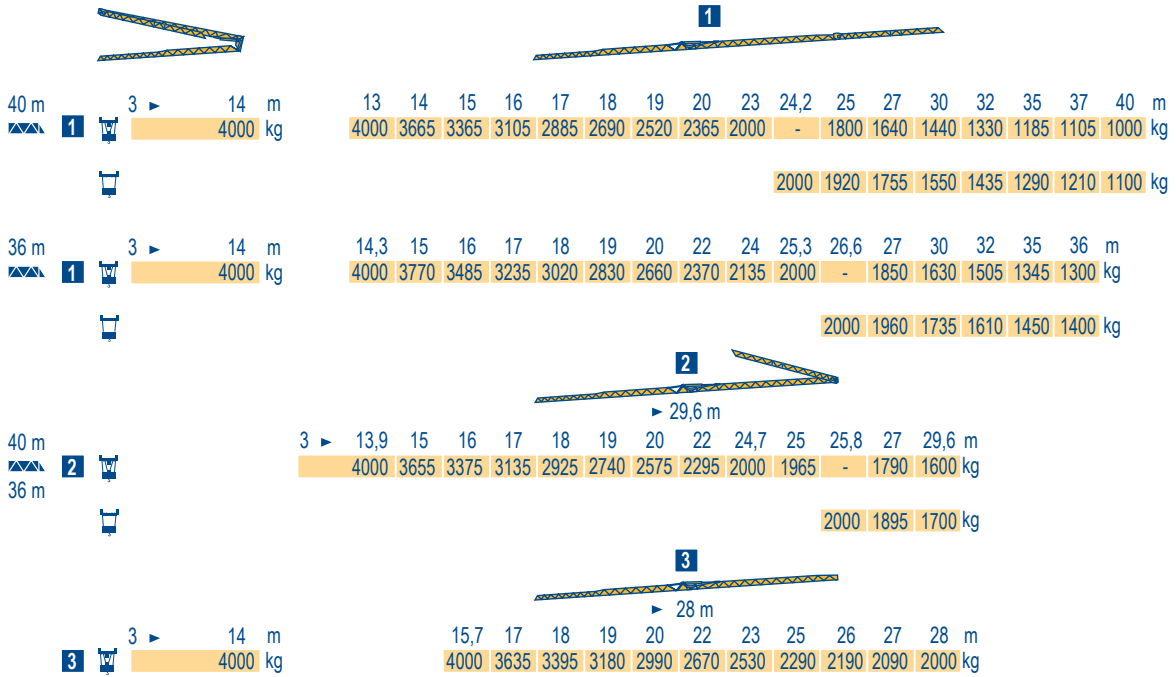 1
40 m 3 ► 14 m 13 14 15 16 17 18 19 20 23 24,2 25 27 30 32 35 37 40 m
1 4000 kg 4000 3665 3365 3105 2885 2690 2520 2365 2000 - 1800 1640 1440 1330 1185 1105 1000 kg
2000 1920 1755 1550 1435 1290 1210 1100 kg
36 m 3 ► 14 m 14,3 15 16 17 18 19 20 22 24 25,3 26,6 27 30 32 35 36 m
1 4000 kg 4000 3770 3485 3235 3020 2830 2660 2370 2135 2000 - 1850 1630 1505 1345 1300 kg
2000 1960 1735 1610 1450 1400 kg
2
► 29,6 m
40 m 3 ► 13,9 15 16 17 18 19 20 22 24,7 25 25,8 27 29,6 m
2 4000 3655 3375 3135 2925 2740 2575 2295 2000 1965 - 1790 1600 kg
36 m
2000 1895 1700 kg
3
► 28 m
3 ► 14 m 15,7 17 18 19 20 22 23 25 26 27 28 m
3 4000 kg 4000 3635 3395 3180 2990 2670 2530 2290 2190 2090 2000 kg